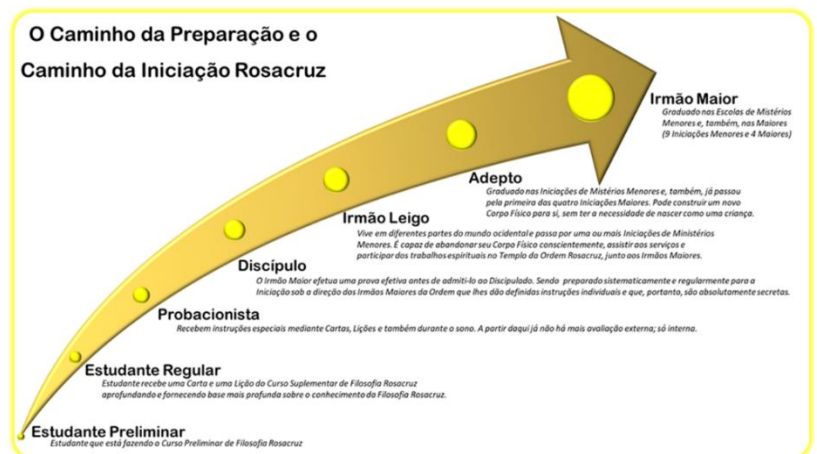 O Caminho da Preparação e o
Caminho da Iniciação Rosacruz
Irmão Maior
Graduado nas Escolas de Mistérios
Menores e, também, nas Maiores
(9 Iniciações Menores e 4 Maiores)
Adepto
Graduado nas Iniciações de Mistérios Menores e, também, já passou
pela primeira das quatro Iniciações Maiores. Pode construir um novo
Corpo Físico para si, sem ter a necessidade de nascer como uma criança.
Irmão Leigo
Vive em diferentes partes do mundo ocidental e passa por uma ou mais Iniciações de Ministérios
Menores. É capaz de abandonar seu Corpo Físico conscientemente, assistir aos serviços e
participar dos trabalhos espirituais no Templo da Ordem Rosacruz, junto aos Irmãos Maiores.
Discípulo
O Irmão Maior efetua uma prova efetiva antes de admiti-lo ao Discipulado. Sendo preparado sistemática e regularmente para a
Iniciação sob a direção dos Irmãos Maiores da Ordem que lhes dão definidas instruções individuais e que, portanto, são absolutamente secretas.
Probacionista
Recebem instruções especiais mediante Cartas, Lições e também durante o sono. A partir daqui já não há mais avaliação externa; só interna.
Estudante Regular
Estudante recebe uma Carta e uma Lição do Curso Suplementar de Filosofia Rosacruz
aprofundando e fornecendo base mais profunda sobre o conhecimento da Filosofia Rosacruz.
Estudante Preliminar
Estudante que está fazendo o Curso Preliminar de Filosofia Rosacruz